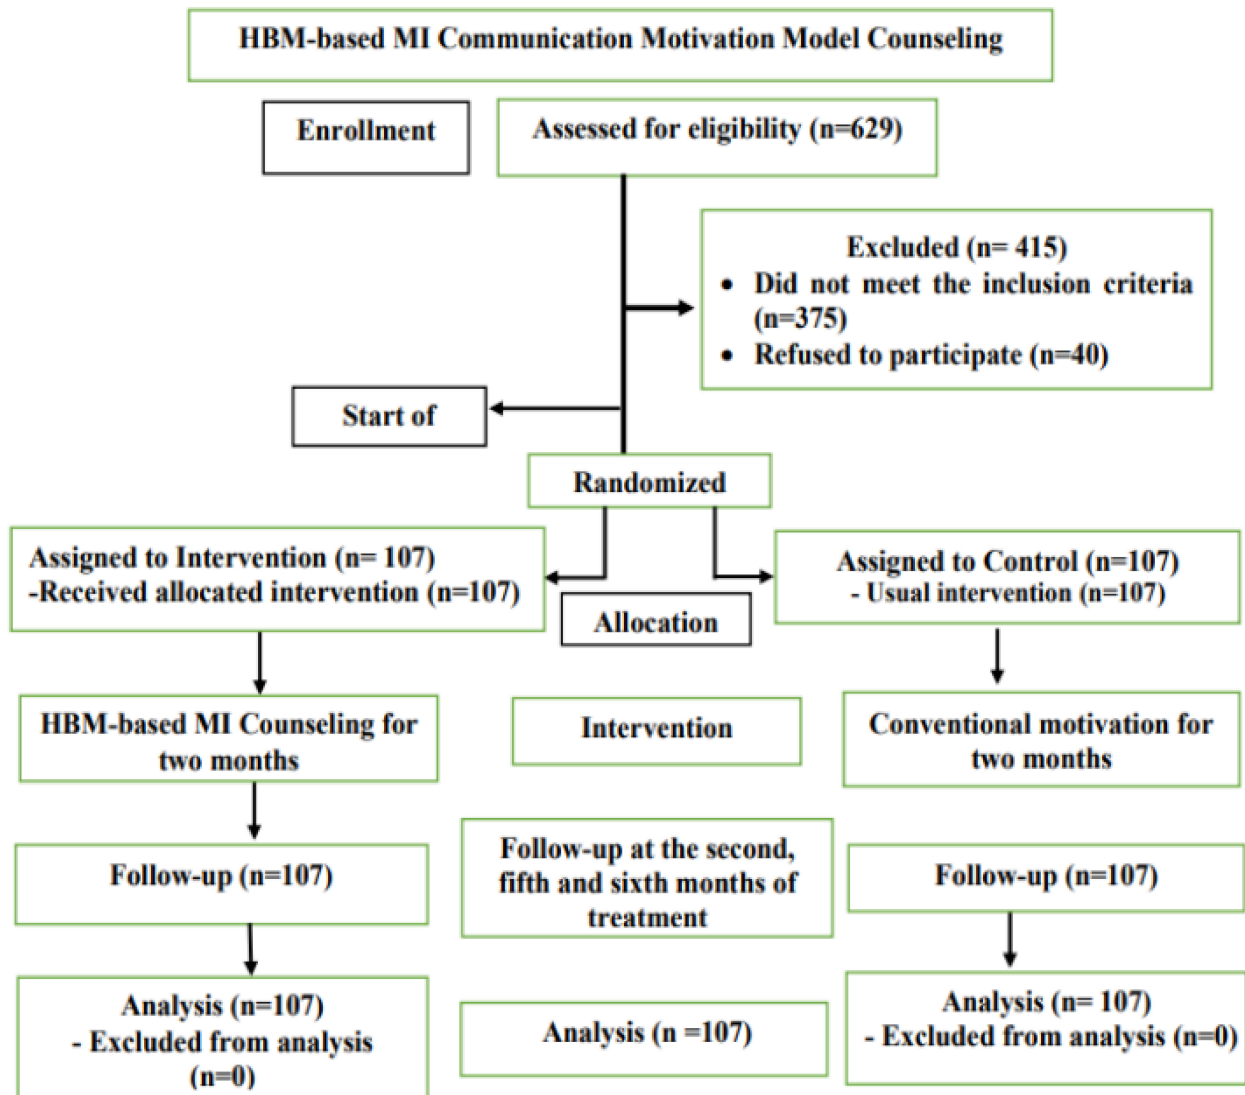 HBM-based MI Communication Motivation Model Counseling
Enrollment
Assessed for eligibility (n=629)
Excluded (n= 415)
• Did not meet the inclusion criteria
(n=375)
• Refused to participate (n=40)
Start of
Randomized
Assigned to Intervention (n= 107)
-Received allocated intervention (n=107)
Assigned to Control (n=107)
- Usual intervention (n=107)
Allocation
HBM-based MI Counseling for
two months
Intervention
Conventional motivation for
two months
Follow-up (n=107)
Follow-up at the second,
fifth and sixth months of
treatment
Follow-up (n=107)
Analysis (n=107)
- Excluded from analysis
(n=0)
Analysis (n =107)
Analysis (n= 107)
- Excluded from analysis (n=0)